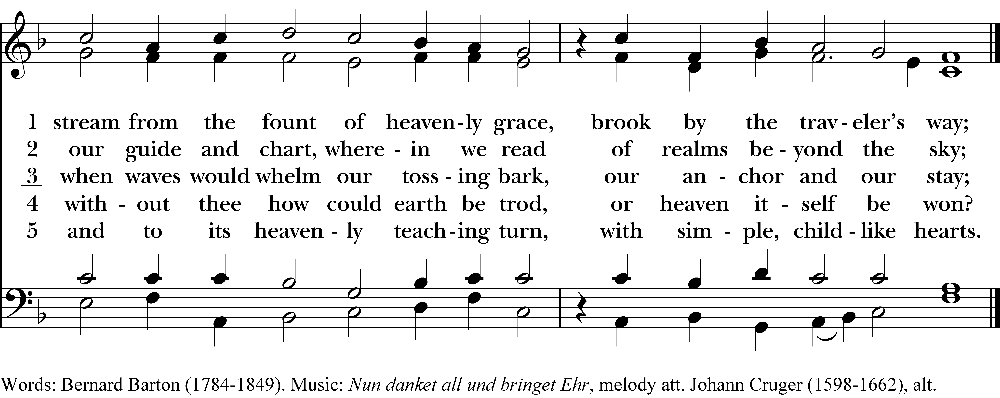 1 stream from the fount of heaven-ly grace, brook by the trav-eler’s way;
2 our guide and chart, where-in we read of realms be-yond the sky;
3 when waves would whelm our toss-ing bark, our an-chor and our stay;
4 with-out thee how could earth be trod, or heaven it-self be won?
5 and to its heaven-ly teach-ing turn, with sim-ple, child-like hearts.
Words: Bernard Barton (1784-1849). Music: Nun danket all und bringet Ehr, melody att. Johann Cruger (1598-1662), alt.